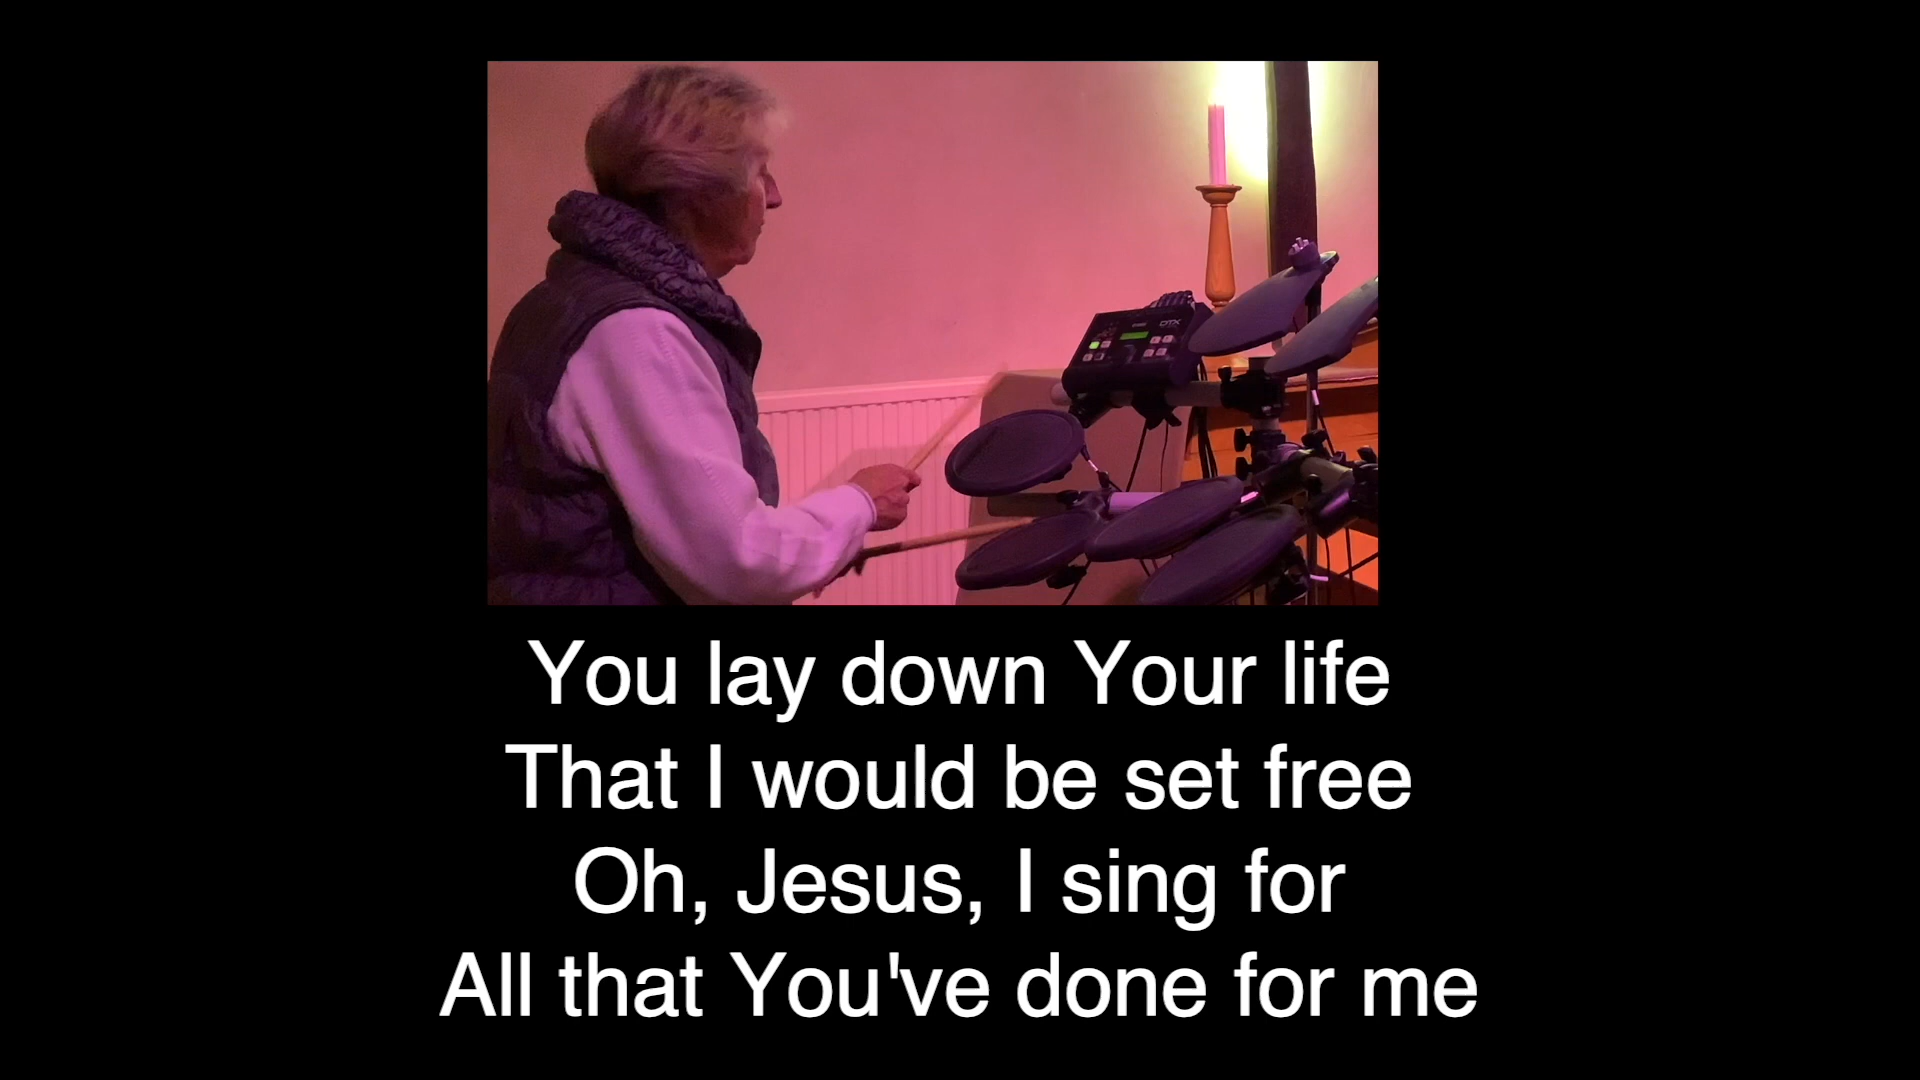 DTX
You lay down Your life
That I would be set free
Oh, Jesus, I sing for
All that You've done for me